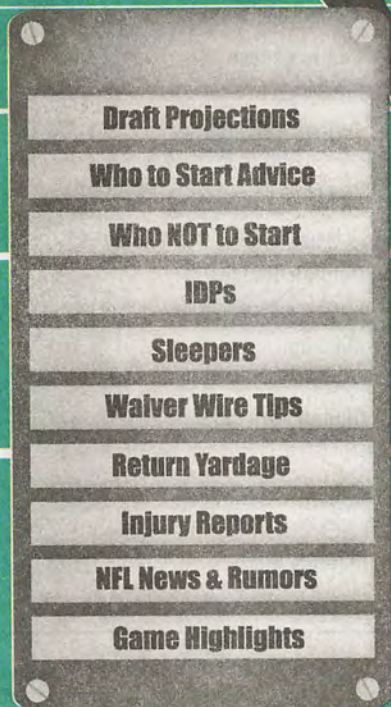 Draft Projections
Who to Start Advice
Who NOT to Start
IDPs
Sleepers
Waiver Wire Tips
Return Yardage
Injury Reports
NFL News & Rumors
Game Highlights